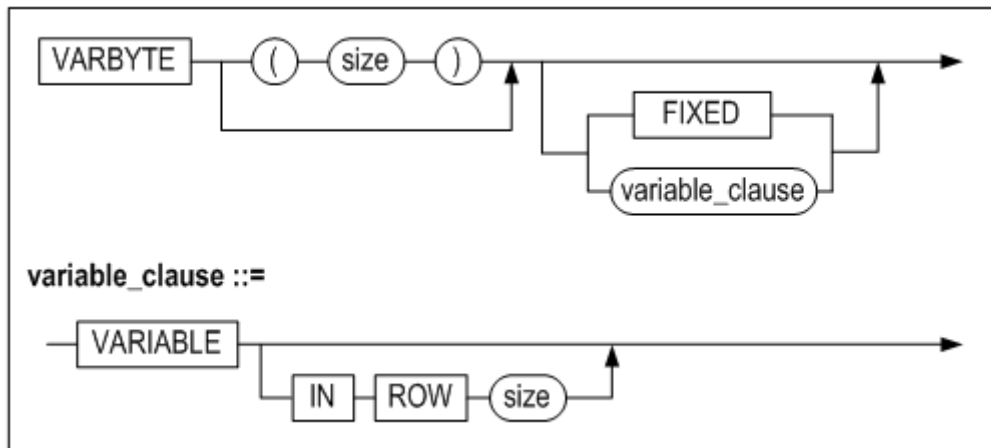 VARBYTE ( size )
FIXED
variable_clause
variable_clause ::=
VARIABLE
IN ROW size